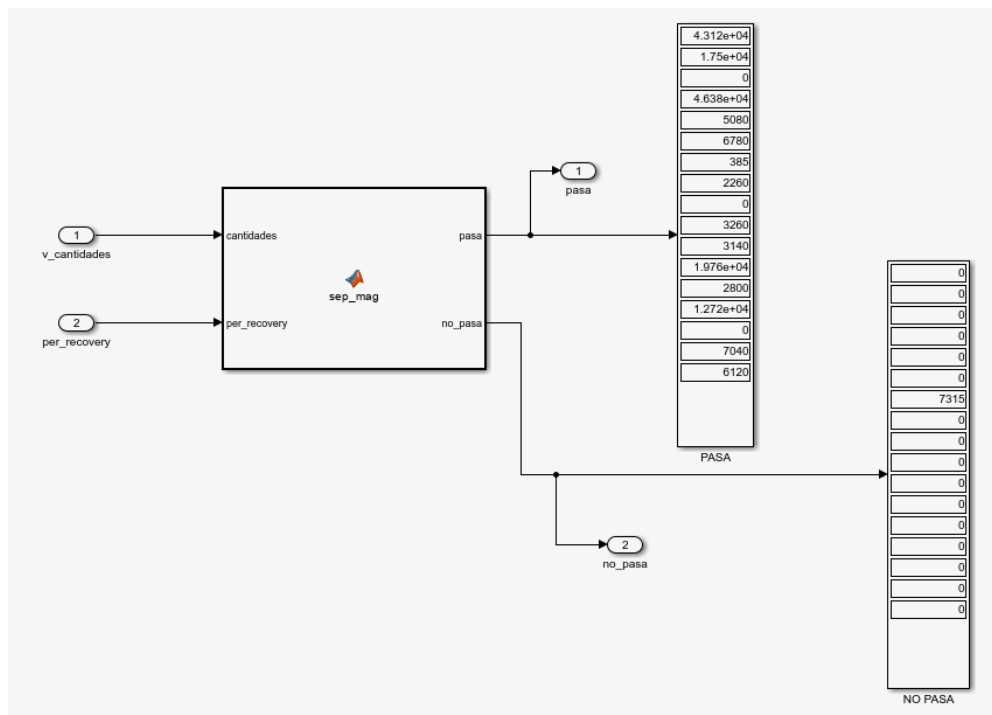 1
v_cantidades
2
per_recovery
cantidades
per_recovery
sep_mag
pasa
no_pasa
1
pasa
4.312e+04
1.75e+04
0
4.638e+04
5080
6780
385
2260
0
3260
3140
1.976e+04
2800
1.272e+04
0
7040
6120
PASA
2
no_pasa
0
0
0
0
0
0
7315
0
0
0
0
0
0
0
0
0
0
NO PASA